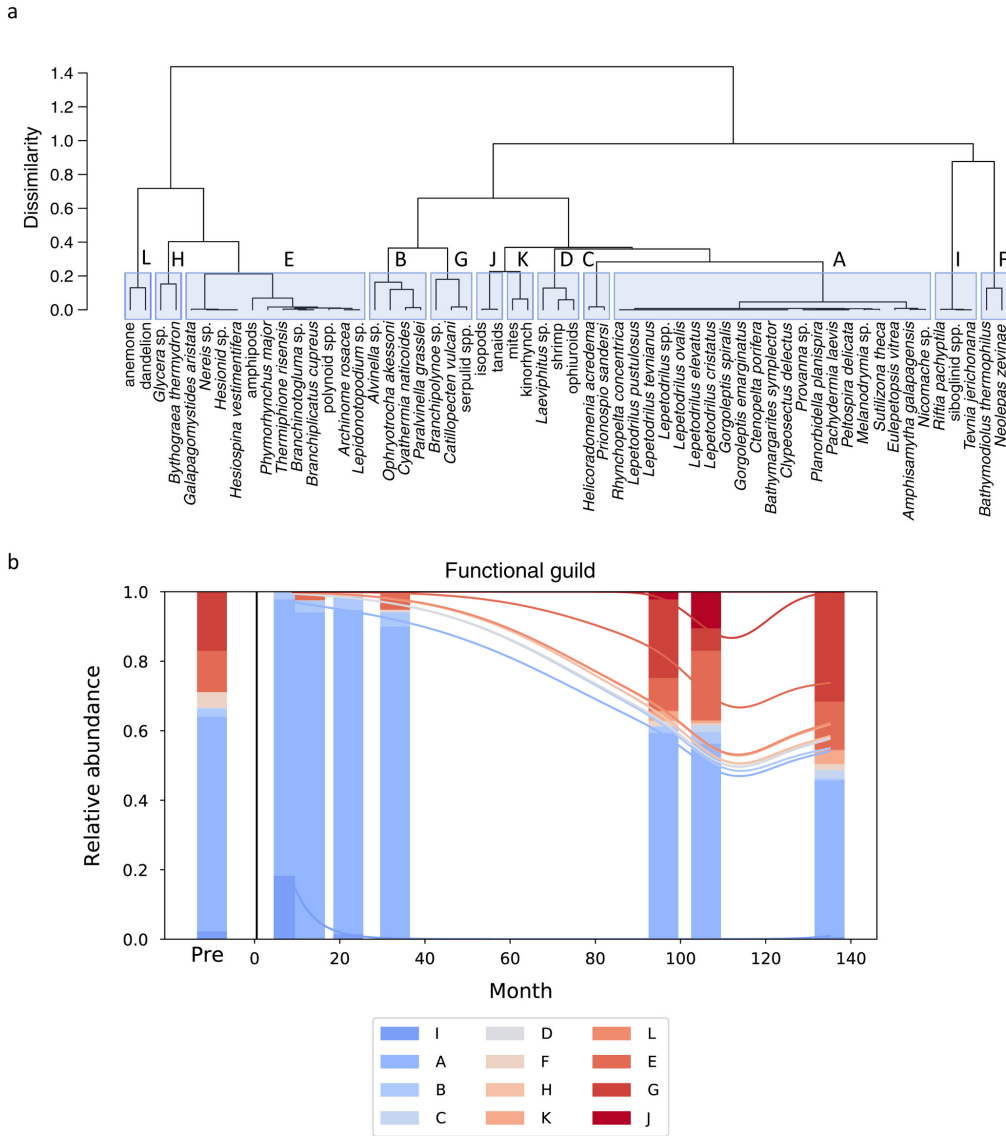 a
Dissimilarity
1.4
1.2
1.0
0.8
0.6
0.4
0.2
0.0
L
H
E
B
G
J
K
D
C
A
I
F
anemone
dandelion
Glycera sp.
Bythograea thermydron
Galapagomystides aristata
Nereis sp.
Hesionid sp.
Hesiospina vestimentifera
amphipods
Phymorhynchus major
Thermiphione risensis
Branchinotogluma sp.
Branchiplicatus cupreus
polynoid spp.
Archinome rosacea
Lepidonotopodium sp.
Alvinella sp.
Ophryotrocha akessoni
Cyathermia naticoides
Paralvinella grasslei
Branchipolynoe sp.
Catillopecten vulcani
serpulid spp.
isopods
tanaids
mites
kinorhynch
Laeviphitus sp.
shrimp
ophiuroids
Helicoradomenia acredema
Prionospio sandersi
Rhynchopelta concentrica
Lepetodrilus pustulosus
Lepetodrilus tevnianus
Lepetodrilus spp.
Lepetodrilus ovalis
Lepetodrilus elevatus
Lepetodrilus cristatus
Gorgoleptis spiralis
Gorgoleptis emarginatus
Ctenopelta porifera
Bathymargarites symplector
Clypeosectus delectus
Provanna sp.
Planorbidella planispira
Pachydermia laevis
Peltospira delicata
Melanodrymia sp.
Sutilizona theca
Eulepetopsis vitrea
Amphisamytha galapagensis
Nicomache sp.
Riftia pachyptila
siboglinid spp.
Tevnia jerichonana
Bathymodiolus thermophilus
Neolepas zevinae
b
Functional guild
Relative abundance
1.0
0.8
0.6
0.4
0.2
0.0
Pre
0
20
40
60
80
100
120
140
Month
I
A
B
C
D
F
H
K
L
E
G
J